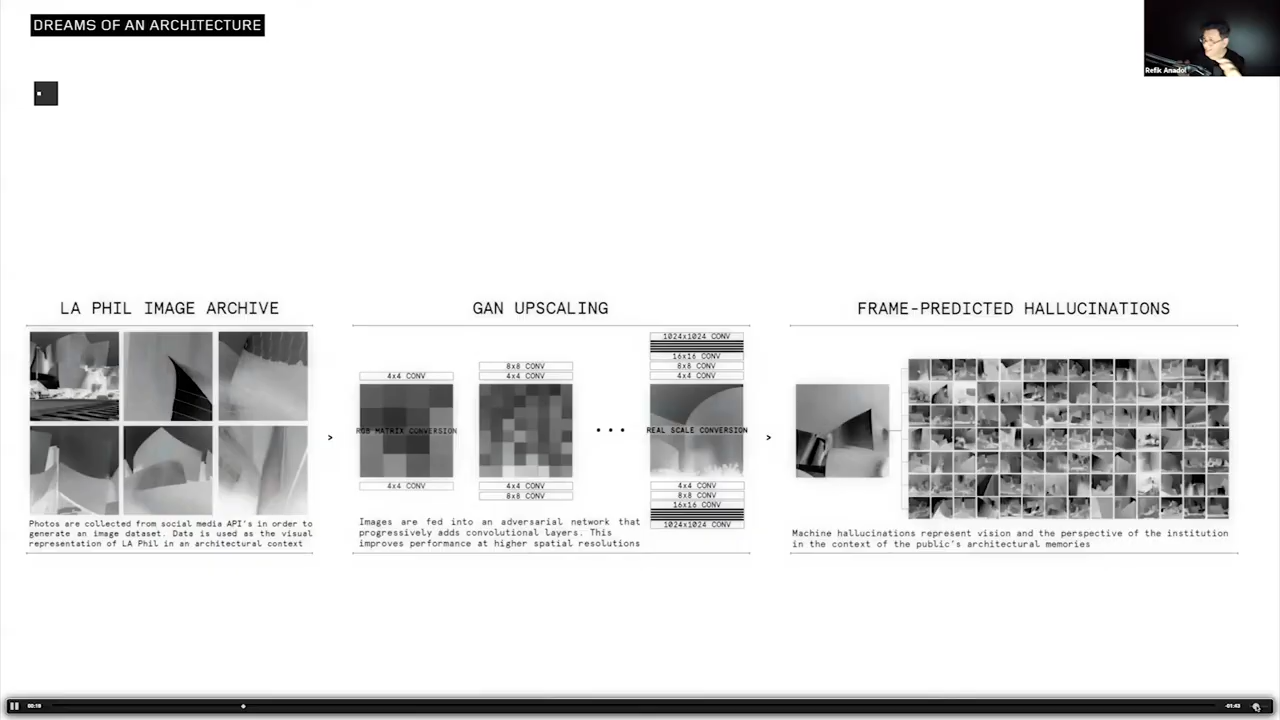 DREAMS OF AN ARCHITECTURE
Refik Anadol
LA PHIL IMAGE ARCHIVE
Photos are collected from social media API's in order to
generate an image dataset. Data is used as the visual
representation of LA Phil in an architectural context
>
GAN UPSCALING
4x4 CONV
RGB MATRIX CONVERSION
4x4 CONV
8x8 CONV
4x4 CONV
4x4 CONV
8x8 CONV
1024x1024 CONV
16x16 CONV
8x8 CONV
4x4 CONV
REAL SCALE CONVERSION
4x4 CONV
8x8 CONV
16x16 CONV
1024x1024 CONV
Images are fed into an adversarial network that
progressively adds convolutional layers. This
improves performance at higher spatial resolutions
>
FRAME-PREDICTED HALLUCINATIONS
Machine hallucinations represent vision and the perspective of the institution
in the context of the public's architectural memories
00:18
-01:43